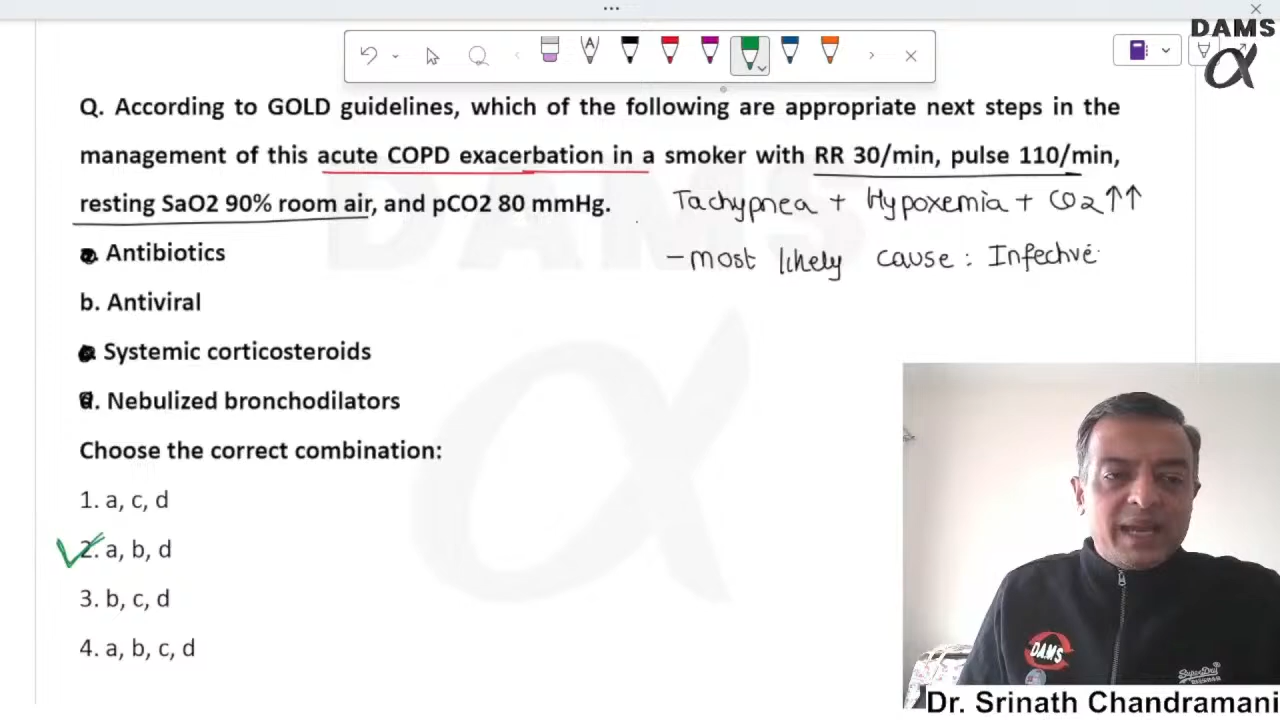 DAMS
α
Q. According to GOLD guidelines, which of the following are appropriate next steps in the
management of this acute COPD exacerbation in a smoker with RR 30/min, pulse 110/min,
resting SaO2 90% room air, and pCO2 80 mmHg.
Tachypnea + Hypoxemia + CO2↑↑
Antibiotics
- most likely cause : Infective
b. Antiviral
Systemic corticosteroids
d. Nebulized bronchodilators
Choose the correct combination:
1. a, c, d
2. a, b, d
3. b, c, d
4. a, b, c, d
DAMS
α
DAMS
SuperDry
Dr. Srinath Chandramani